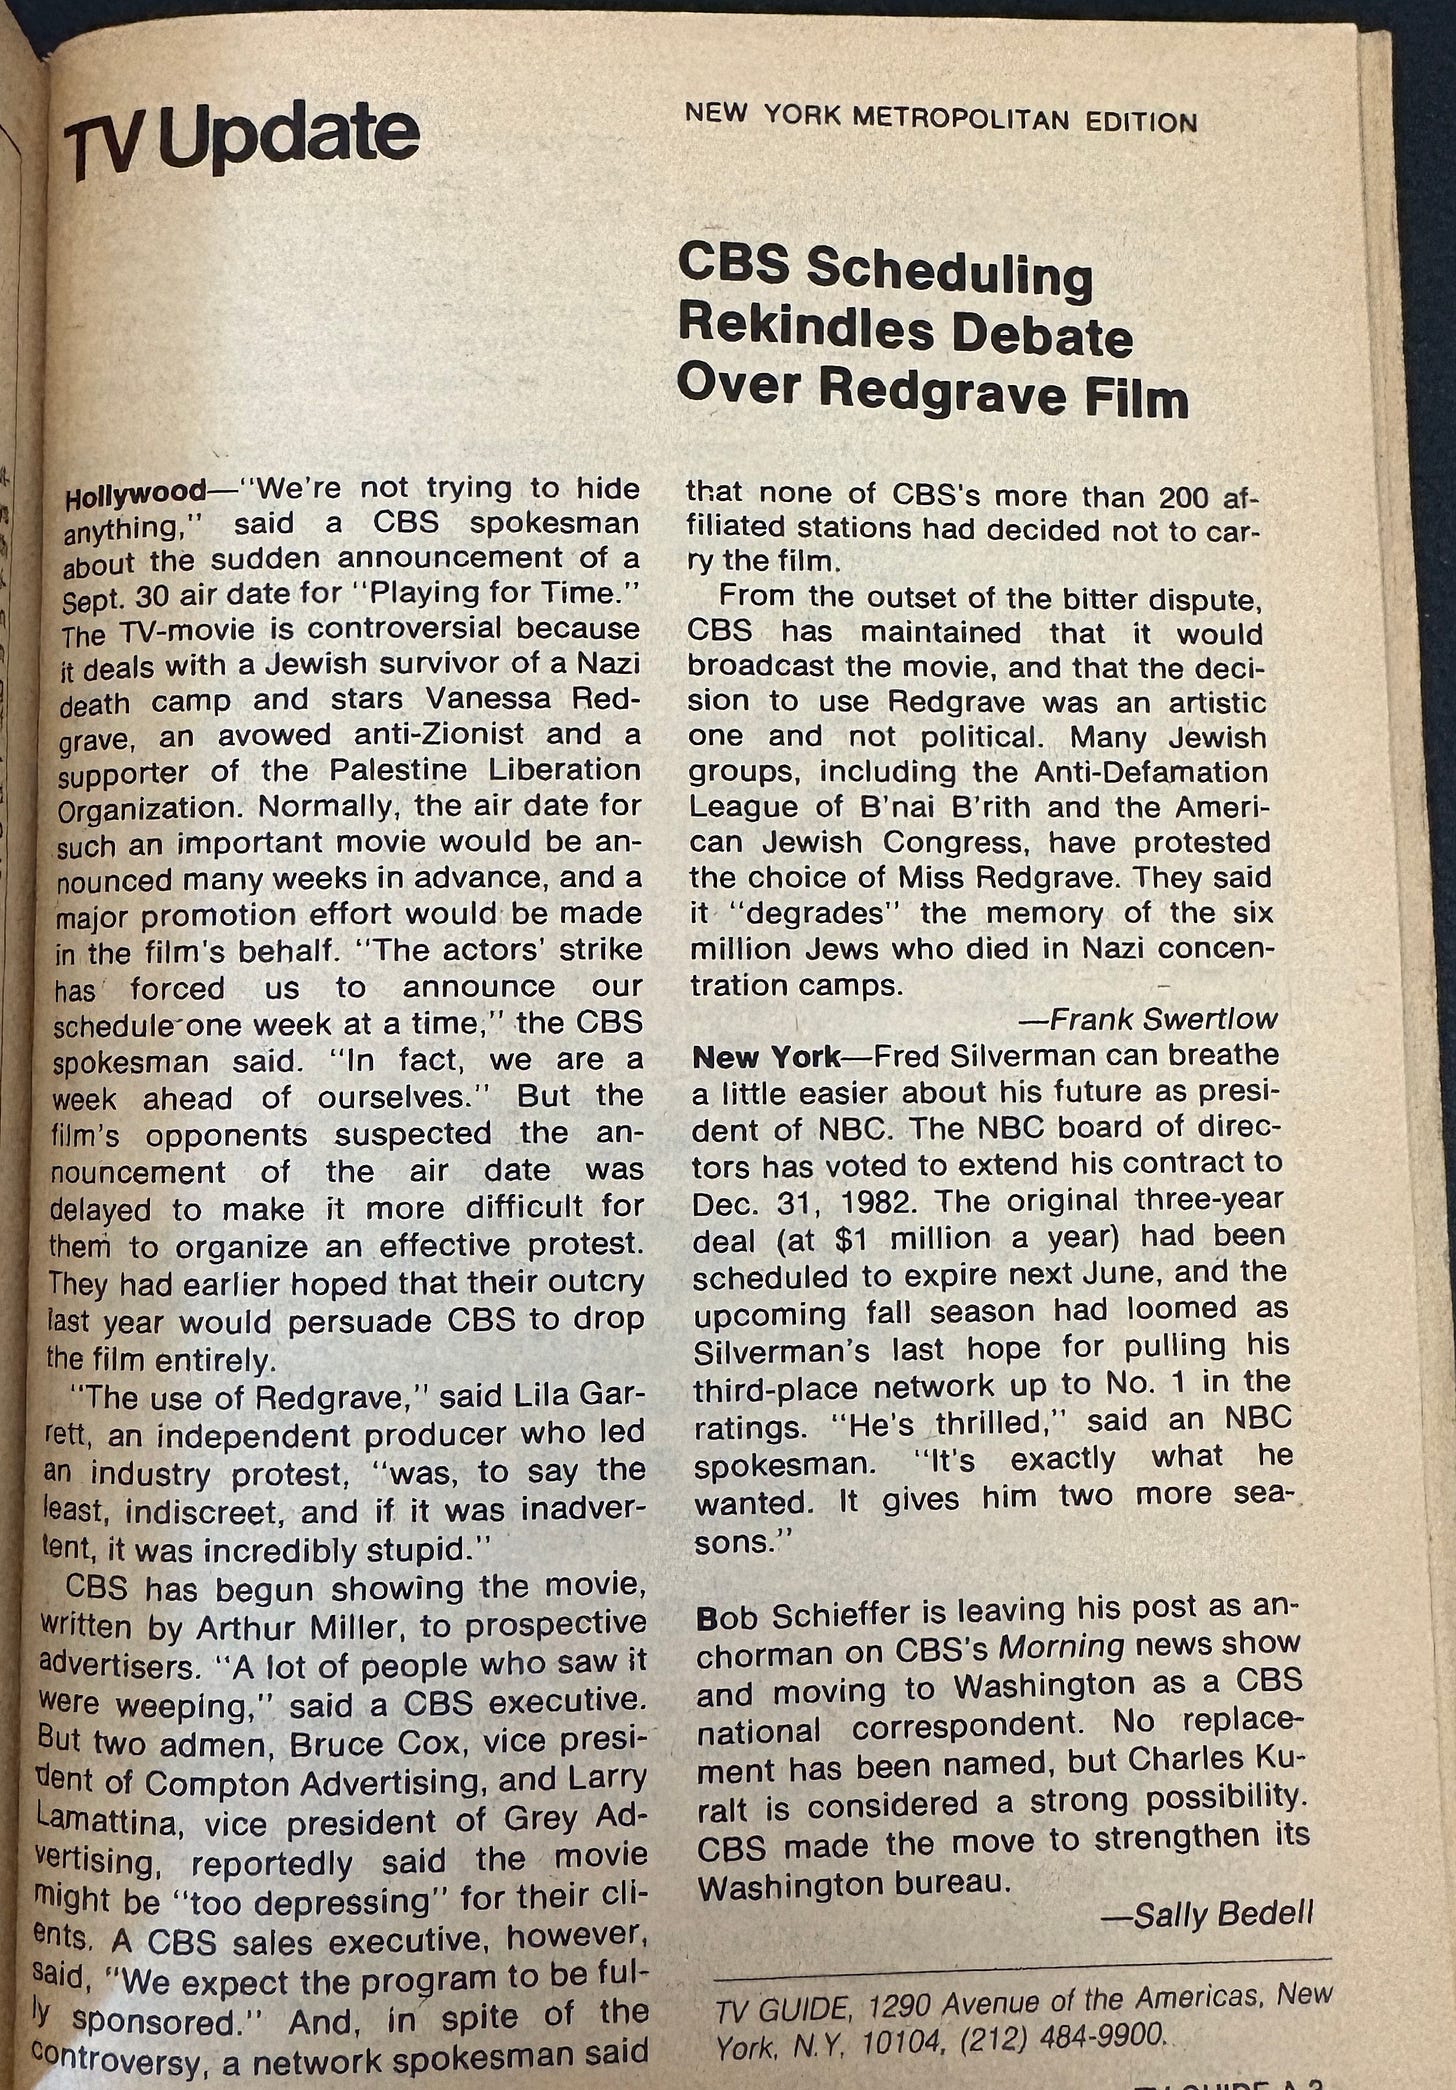 TV Update
NEW YORK METROPOLITAN EDITION
CBS Scheduling
Rekindles Debate
Over Redgrave Film
Hollywood—"We're not trying to hide
anything," said a CBS spokesman
about the sudden announcement of a
Sept. 30 air date for "Playing for Time."
The TV-movie is controversial because
it deals with a Jewish survivor of a Nazi
death camp and stars Vanessa Red-
grave, an avowed anti-Zionist and a
supporter of the Palestine Liberation
Organization. Normally, the air date for
such an important movie would be an-
nounced many weeks in advance, and a
major promotion effort would be made
in the film's behalf. "The actors' strike
has forced us to announce our
schedule one week at a time," the CBS
spokesman said. "In fact, we are a
week ahead of ourselves." But the
film's opponents suspected the an-
nouncement of the air date was
delayed to make it more difficult for
them to organize an effective protest.
They had earlier hoped that their outcry
last year would persuade CBS to drop
the film entirely.
"The use of Redgrave," said Lila Gar-
rett, an independent producer who led
an industry protest, "was, to say the
least, indiscreet, and if it was inadver-
tent, it was incredibly stupid."
CBS has begun showing the movie,
written by Arthur Miller, to prospective
advertisers. "A lot of people who saw it
were weeping," said a CBS executive.
But two admen, Bruce Cox, vice presi-
dent of Compton Advertising, and Larry
Lamattina, vice president of Grey Ad-
vertising, reportedly said the movie
might be "too depressing" for their cli-
ents. A CBS sales executive, however,
said, "We expect the program to be ful-
ly sponsored." And, in spite of the
controversy, a network spokesman said
that none of CBS's more than 200 af-
filiated stations had decided not to car-
ry the film.
From the outset of the bitter dispute,
CBS has maintained that it would
broadcast the movie, and that the deci-
sion to use Redgrave was an artistic
one and not political. Many Jewish
groups, including the Anti-Defamation
League of B'nai B'rith and the Ameri-
can Jewish Congress, have protested
the choice of Miss Redgrave. They said
it "degrades" the memory of the six
million Jews who died in Nazi concen-
tration camps.
—Frank Swertlow
New York—Fred Silverman can breathe
a little easier about his future as presi-
dent of NBC. The NBC board of direc-
tors has voted to extend his contract to
Dec. 31, 1982. The original three-year
deal (at $1 million a year) had been
scheduled to expire next June, and the
upcoming fall season had loomed as
Silverman's last hope for pulling his
third-place network up to No. 1 in the
ratings. "He's thrilled," said an NBC
spokesman. "It's exactly what he
wanted. It gives him two more sea-
sons."
Bob Schieffer is leaving his post as an-
chorman on CBS's Morning news show
and moving to Washington as a CBS
national correspondent. No replace-
ment has been named, but Charles Ku-
ralt is considered a strong possibility.
CBS made the move to strengthen its
Washington bureau.
—Sally Bedell
TV GUIDE, 1290 Avenue of the Americas, New
York, N.Y. 10104, (212) 484-9900.